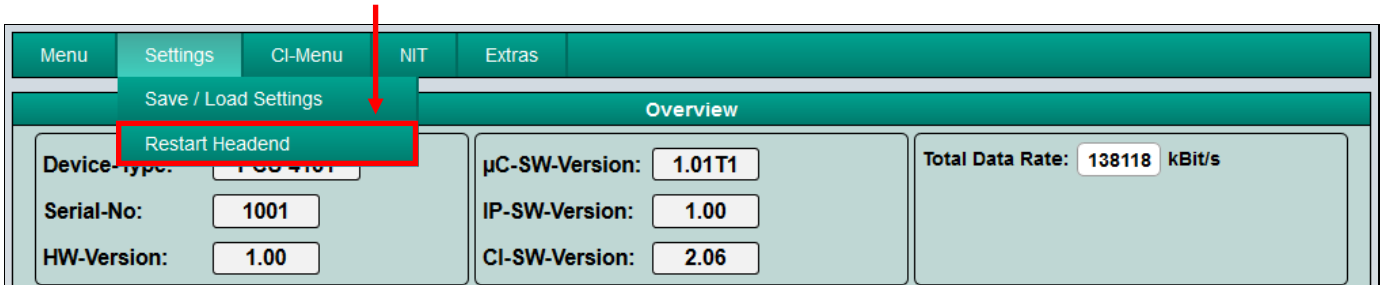 Menu Settings CI-Menu NIT Extras
Save / Load Settings
Overview
Restart Headend
µC-SW-Version: 1.01T1
Total Data Rate: 138118 kBit/s
Serial-No: 1001
IP-SW-Version: 1.00
HW-Version: 1.00
CI-SW-Version: 2.06